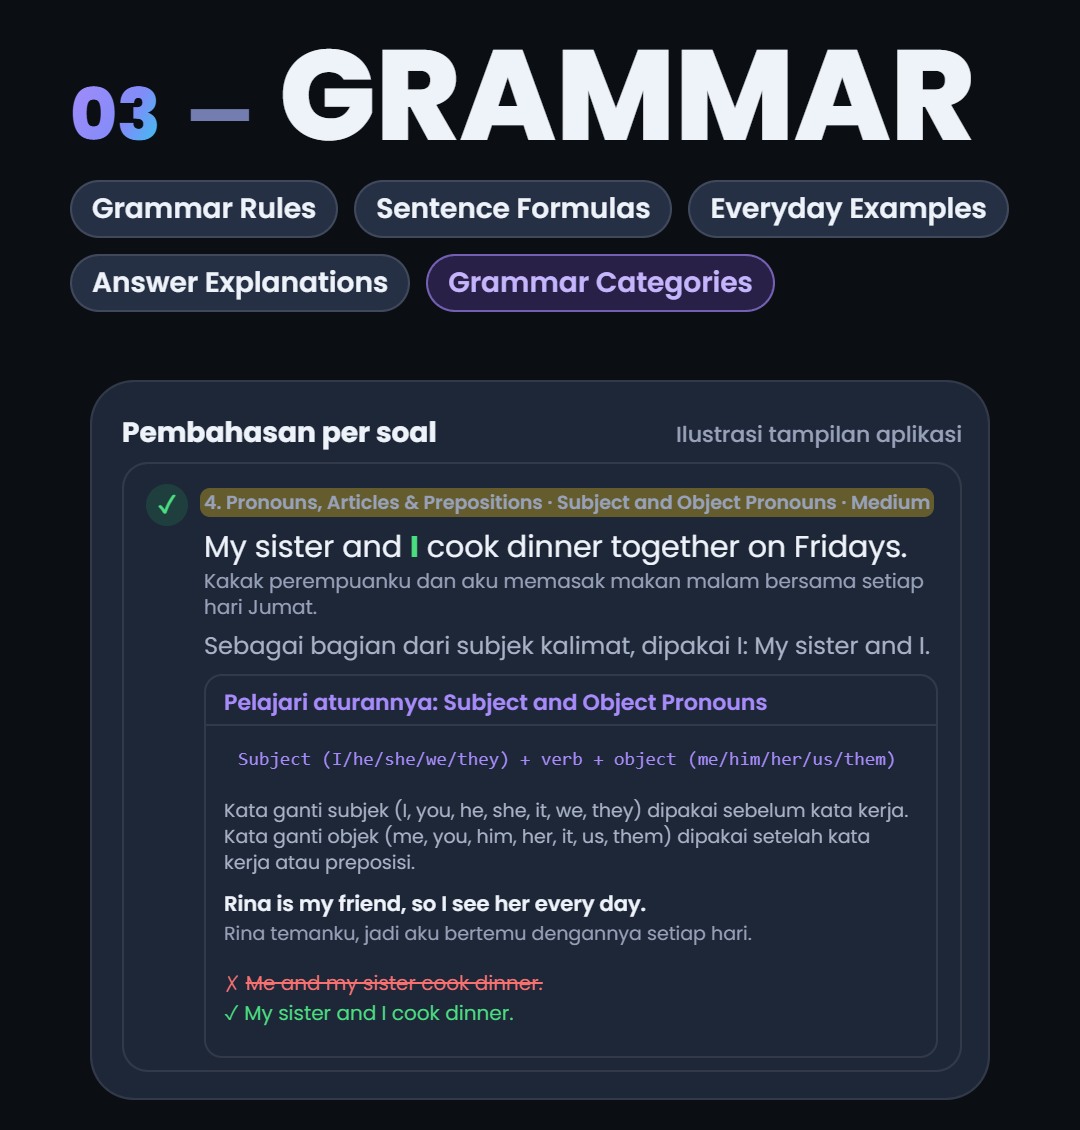 03 — GRAMMAR
Grammar Rules
Sentence Formulas
Everyday Examples
Answer Explanations
Grammar Categories
Pembahasan per soal
Ilustrasi tampilan aplikasi
✓ 4. Pronouns, Articles & Prepositions · Subject and Object Pronouns · Medium
My sister and I cook dinner together on Fridays.
Kakak perempuanku dan aku memasak makan malam bersama setiap
hari Jumat.
Sebagai bagian dari subjek kalimat, dipakai I: My sister and I.
Pelajari aturannya: Subject and Object Pronouns
Subject (I/he/she/we/they) + verb + object (me/him/her/us/them)
Kata ganti subjek (I, you, he, she, it, we, they) dipakai sebelum kata kerja.
Kata ganti objek (me, you, him, her, it, us, them) dipakai setelah kata
kerja atau preposisi.
Rina is my friend, so I see her every day.
Rina temanku, jadi aku bertemu dengannya setiap hari.
✗ Me and my sister cook dinner.
✓ My sister and I cook dinner.